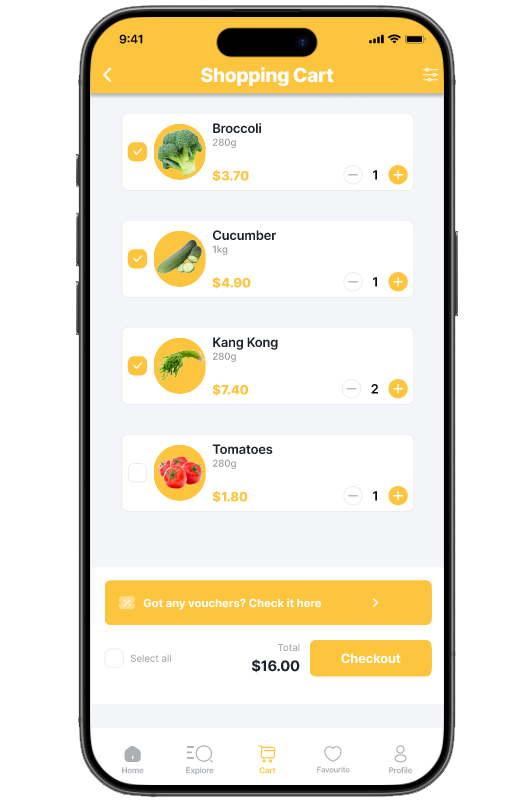 9:41
Shopping Cart
Broccoli
280g
$3.70
1
Cucumber
1kg
$4.90
1
Kang Kong
280g
$7.40
2
Tomatoes
280g
$1.80
1
Got any vouchers? Check it here
Select all
Total
$16.00
Checkout
Home
Explore
Cart
Favourite
Profile